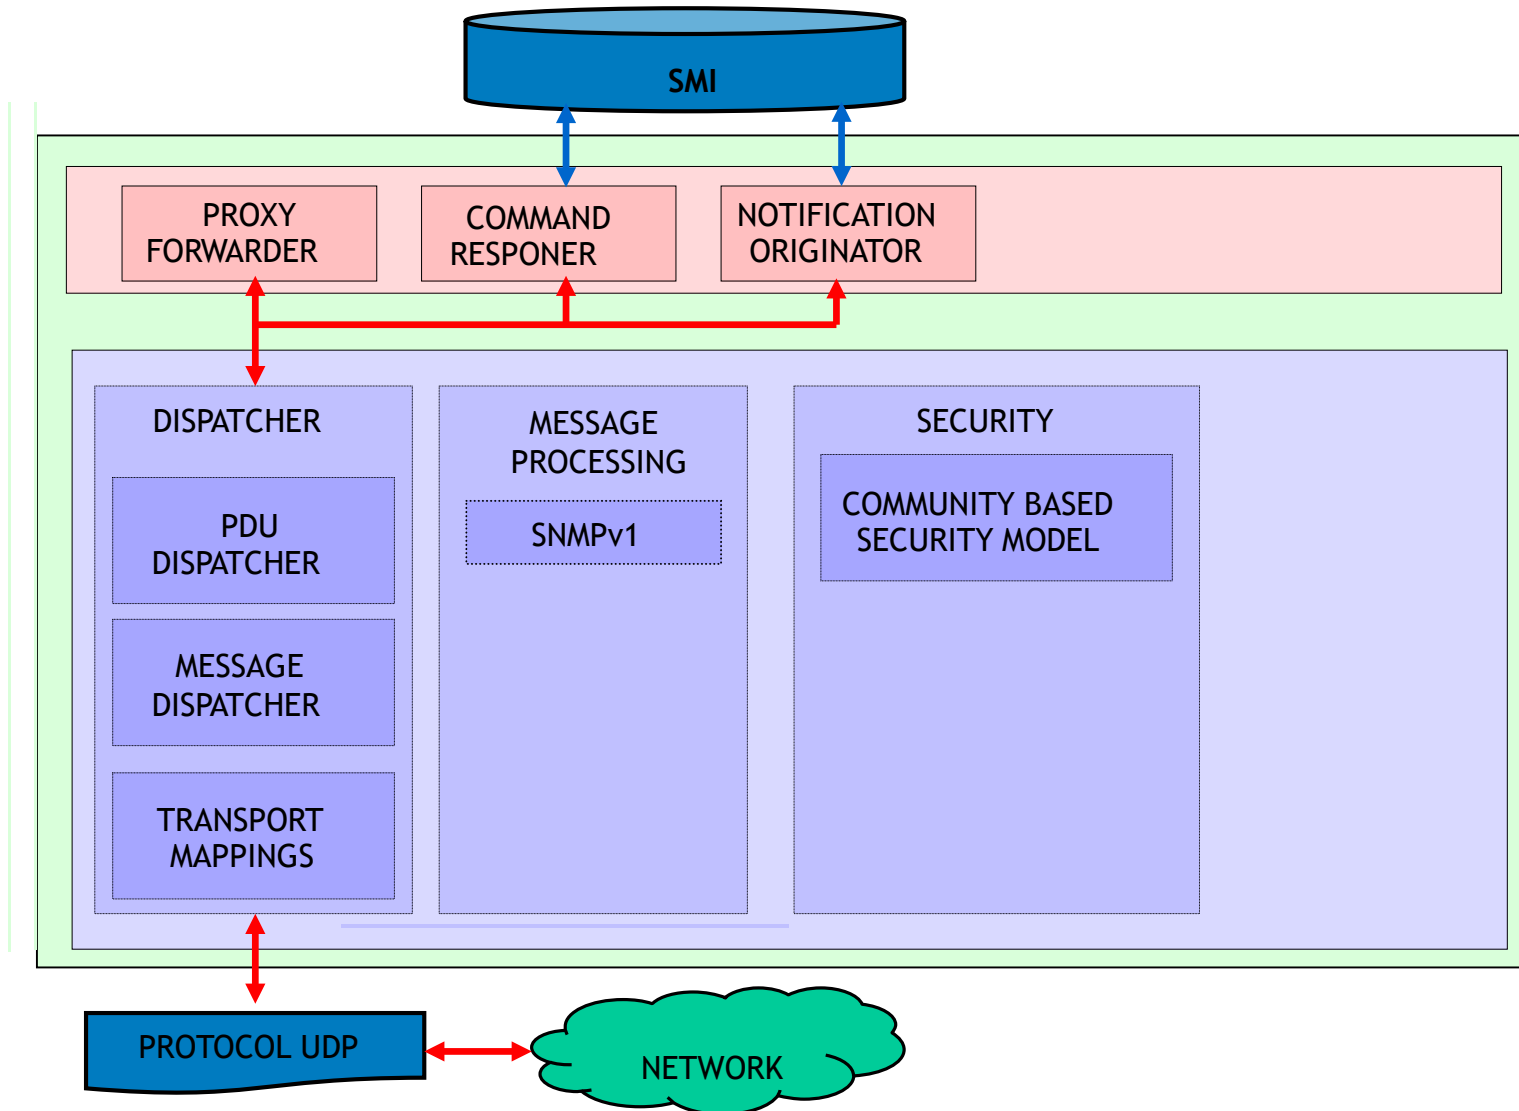 SMI
PROXY
FORWARDER
COMMAND
RESPONER
NOTIFICATION
ORIGINATOR
DISPATCHER
PDU
DISPATCHER
MESSAGE
DISPATCHER
TRANSPORT
MAPPINGS
MESSAGE
PROCESSING
SNMPv1
SECURITY
COMMUNITY BASED
SECURITY MODEL
PROTOCOL UDP
NETWORK